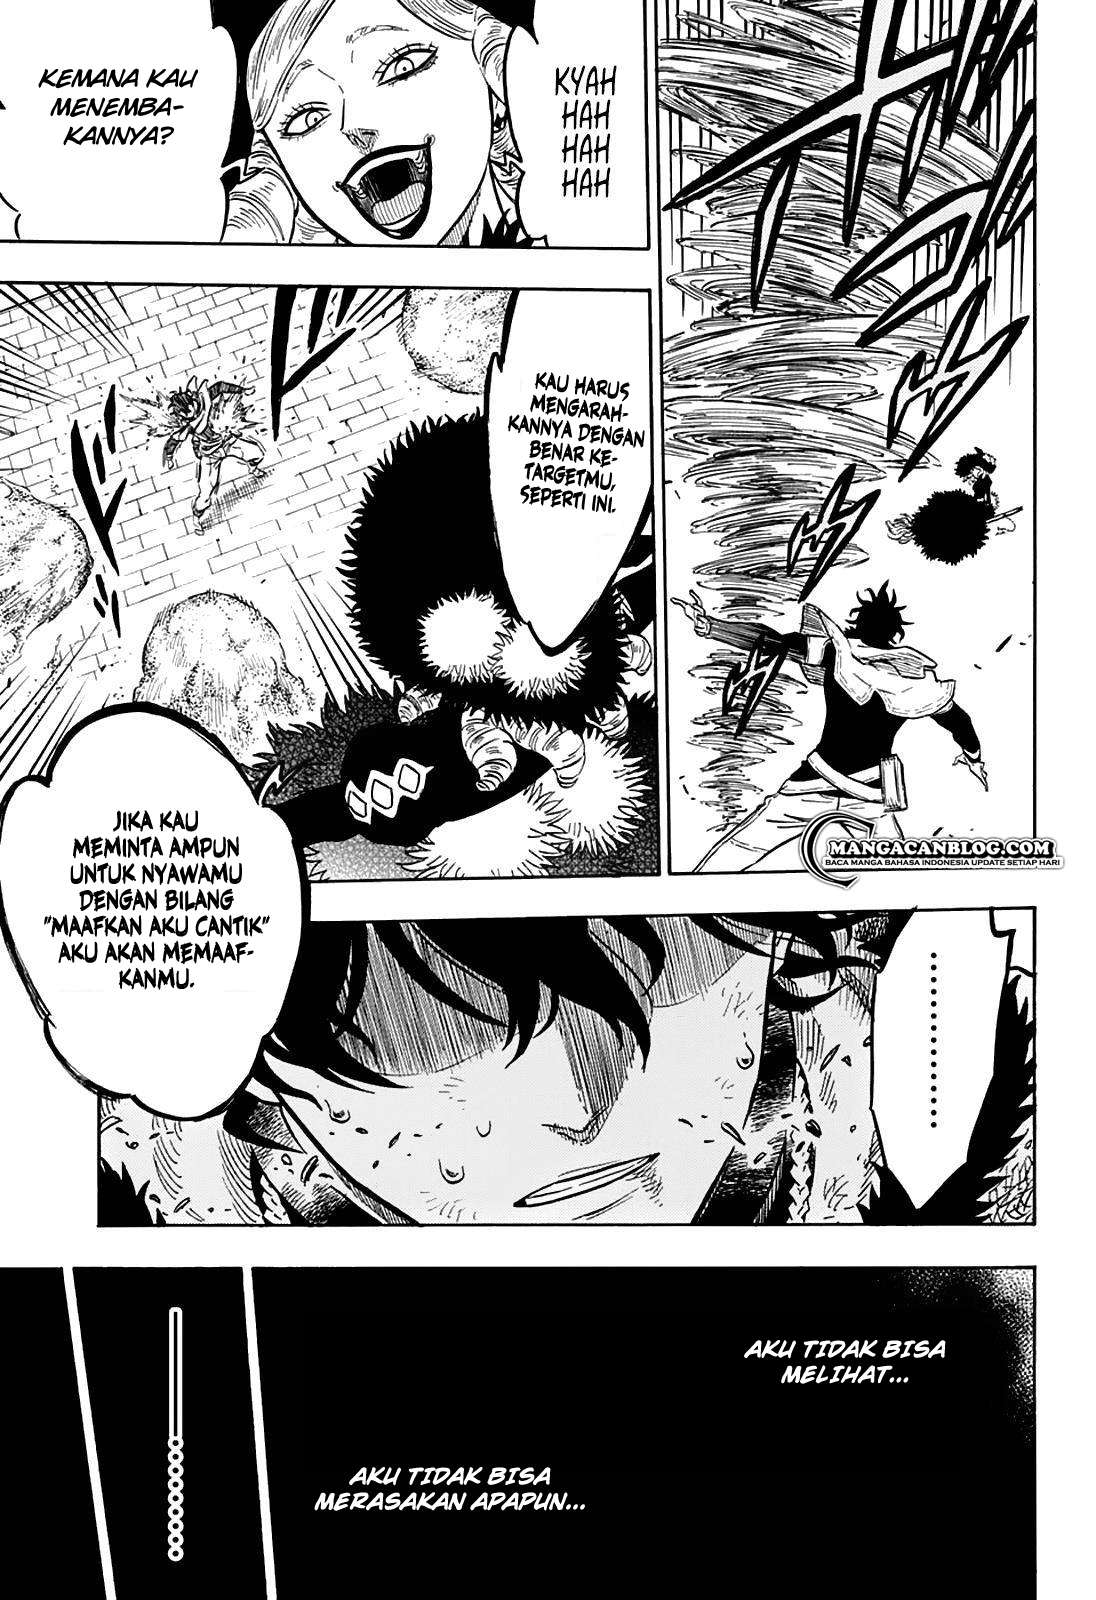 KYAH
HAH
HAH
HAH
KEMANA KAU
MENEMBA-
KANNYA?
KAU HARUS
MENGARAH-
KANNYA DENGAN
BENAR KE-
TARGETMU,
SEPERTI INI.
JIKA KAU
MEMINTA AMPUN
UNTUK NYAWAMU
DENGAN BILANG
"MAAFKAN AKU CANTIK"
AKU AKAN MEMAAF-
KANMU.
MANGACANBLOG.COM
BACA MANGA BAHASA INDONESIA UPDATE SETIAP HARI
..........
AKU TIDAK BISA
MELIHAT...
AKU TIDAK BISA
MERASAKAN APAPUN...